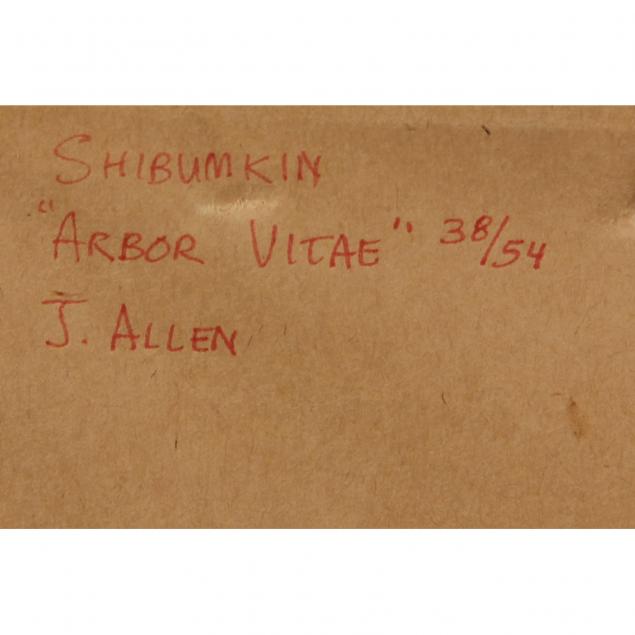 SHIBUMKIN
"ARBOR VITAE" 38/54
J. ALLEN